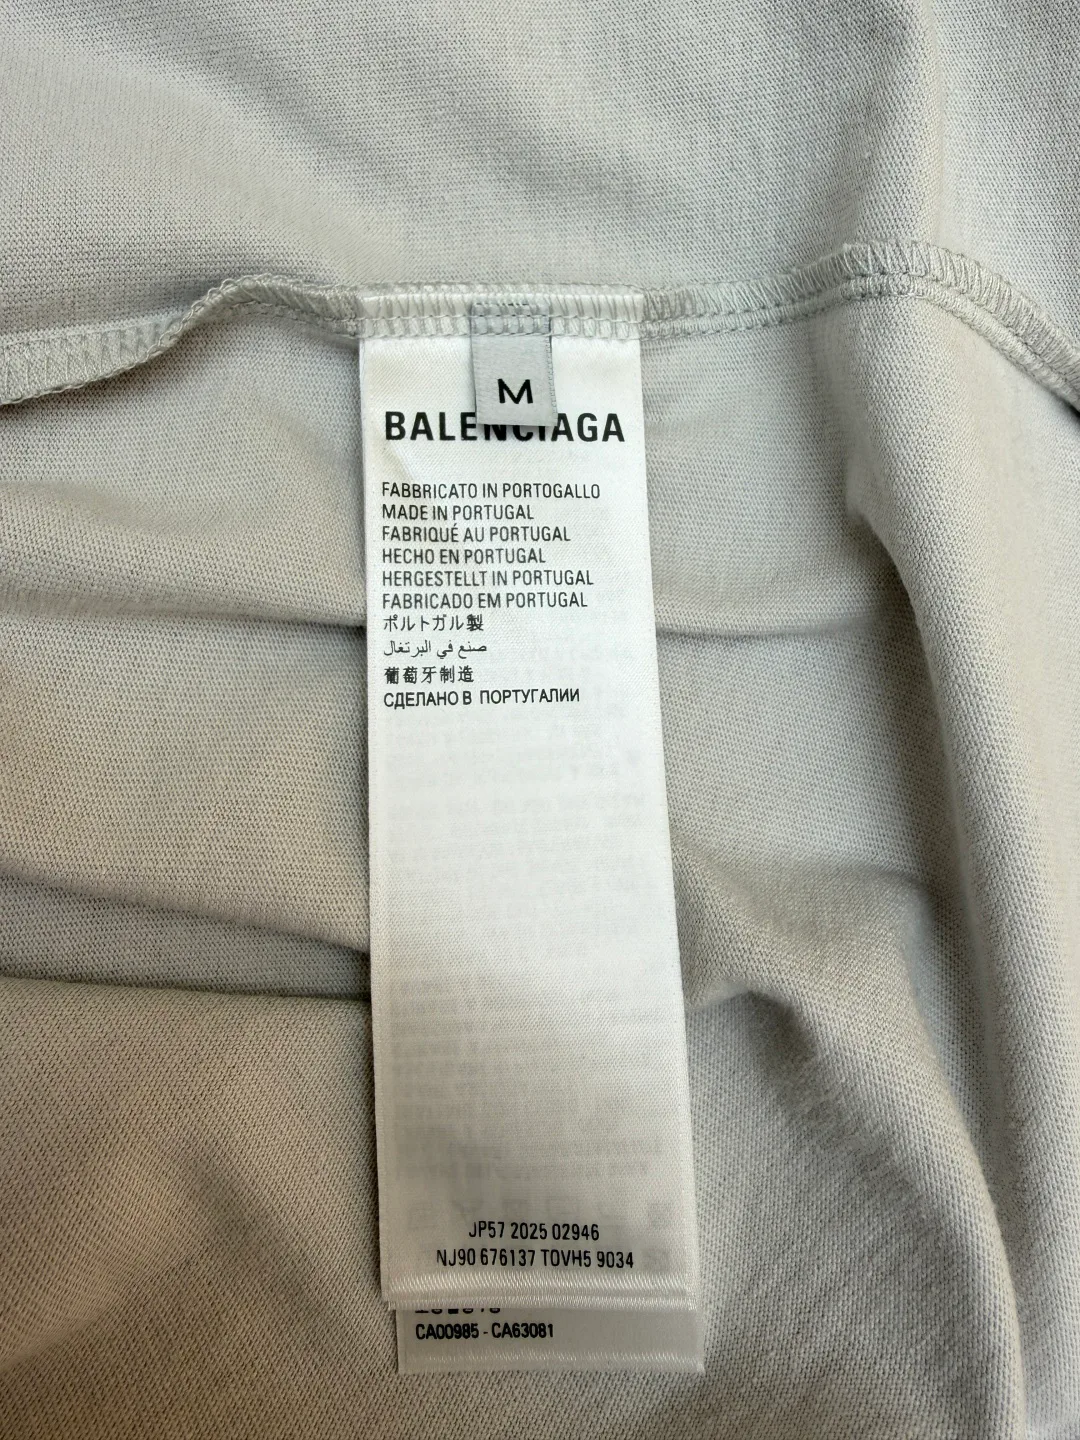 M
BALENCIAGA
FABBRICATO IN PORTOGALLO
MADE IN PORTUGAL
FABRIQUÉ AU PORTUGAL
HECHO EN PORTUGAL
HERGESTELLT IN PORTUGAL
FABRICADO EM PORTUGAL
ポルトガル製
صنع في البرتغال
葡萄牙制造
СДЕЛАНО В ПОРТУГАЛИИ
JP57 2025 02946
NJ90 676137 TOVH5 9034
CA00985 - CA63081